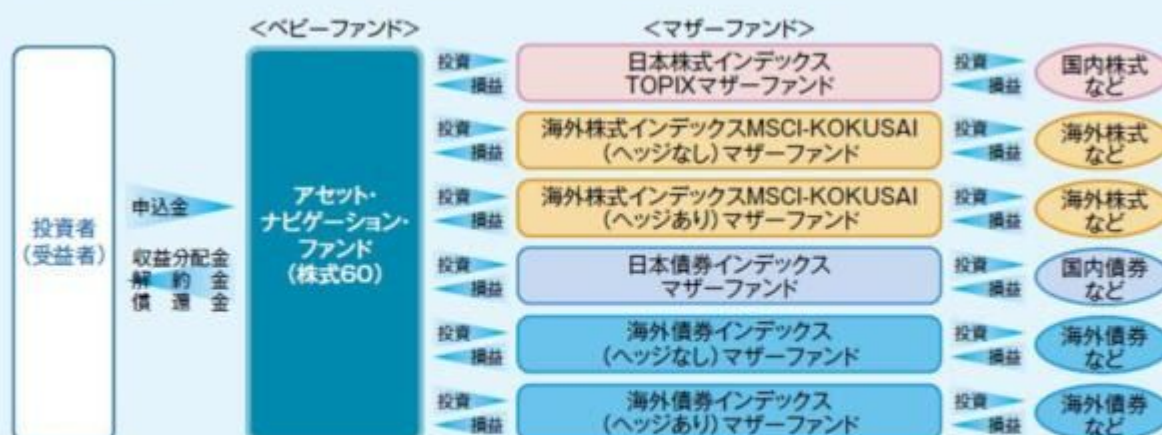 <ベビーファンド>
<マザーファンド>
投資者
(受益者)
申込金
収益分配金
解約金
償還金
アセット・
ナビゲーション・
ファンド
(株式60)
投資
損益
日本株式インデックス
TOPIXマザーファンド
投資
損益
国内株式
など
投資
損益
海外株式インデックスMSCI-KOKUSAI
(ヘッジなし)マザーファンド
投資
損益
海外株式
など
投資
損益
海外株式インデックスMSCI-KOKUSAI
(ヘッジあり)マザーファンド
投資
損益
海外株式
など
投資
損益
日本債券インデックス
マザーファンド
投資
損益
国内債券
など
投資
損益
海外債券インデックス
(ヘッジなし)マザーファンド
投資
損益
海外債券
など
投資
損益
海外債券インデックス
(ヘッジあり)マザーファンド
投資
損益
海外債券
など